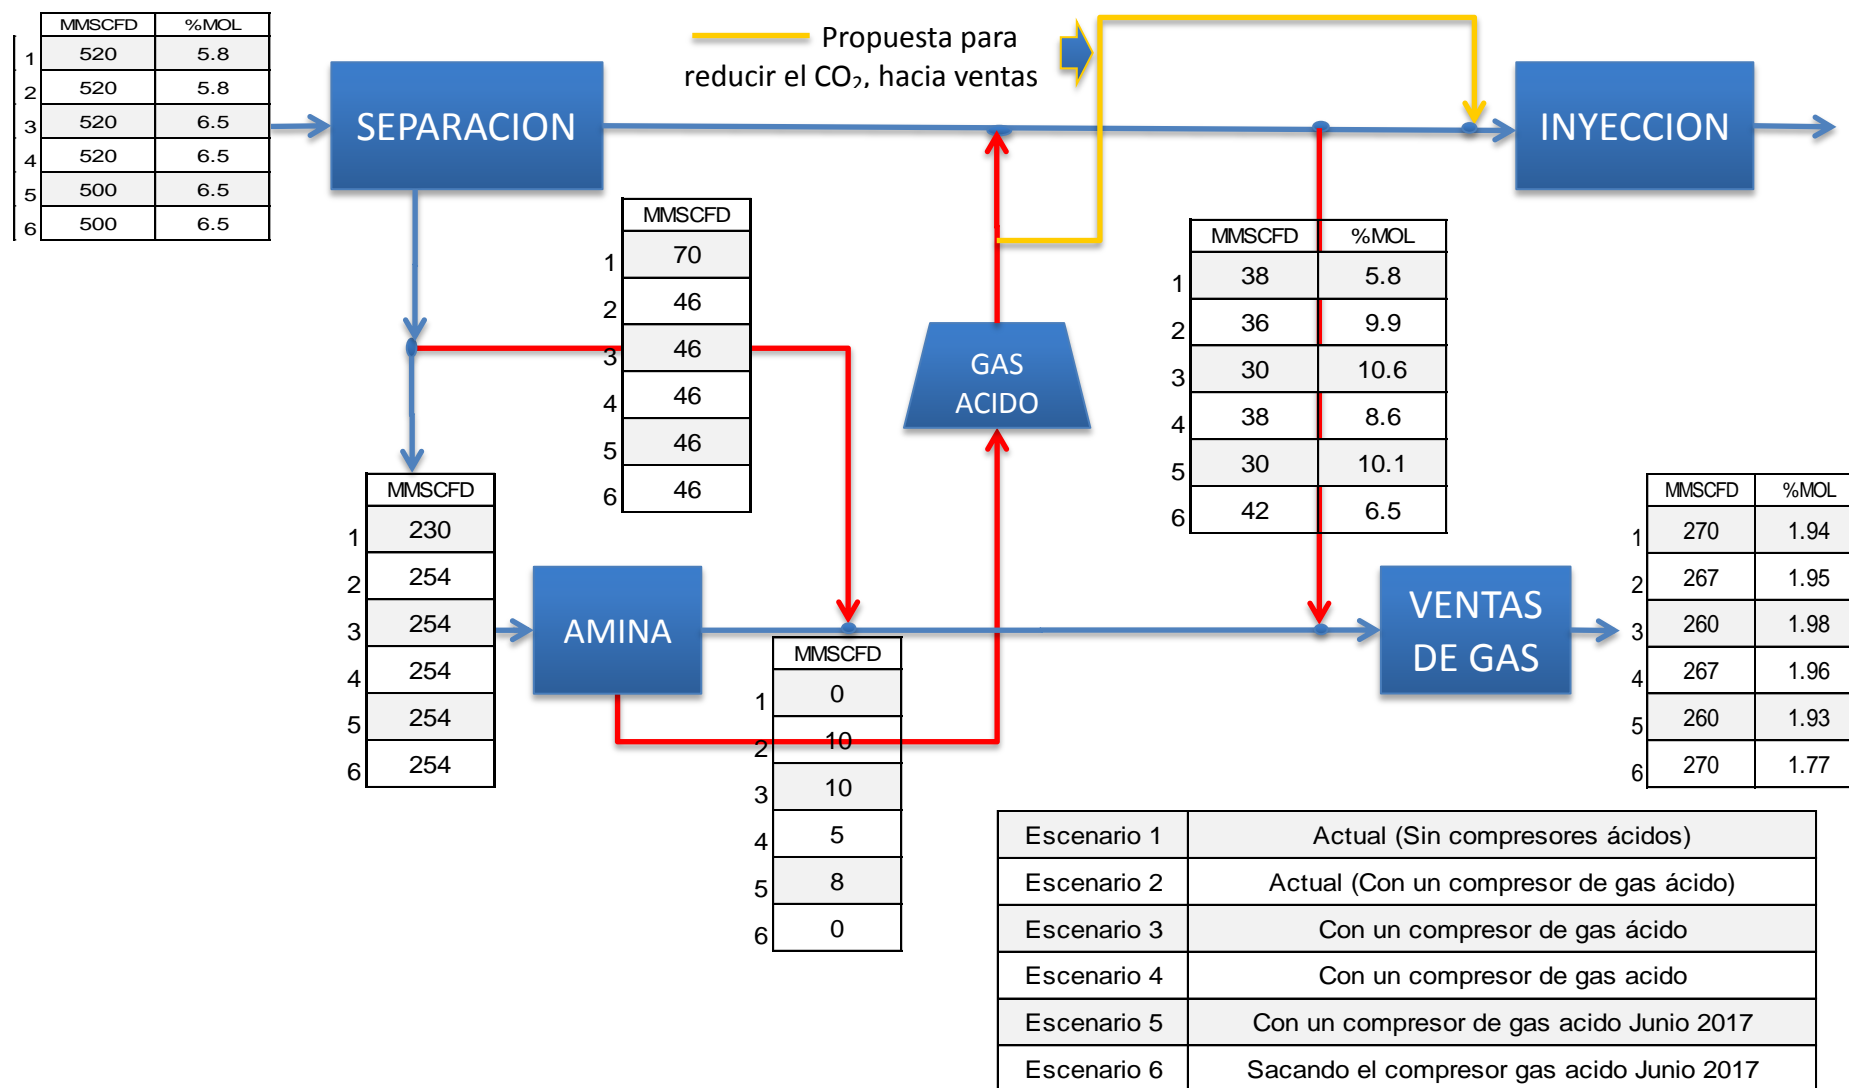 MMSCFD %MOL
1 520 5.8
2 520 5.8
3 520 6.5
4 520 6.5
5 500 6.5
6 500 6.5
Propuesta para
reducir el CO₂, hacia ventas
SEPARACION
INYECCION
MMSCFD
1 70
2 46
3 46
4 46
5 46
6 46
GAS
ACIDO
MMSCFD %MOL
1 38 5.8
2 36 9.9
3 30 10.6
4 38 8.6
5 30 10.1
6 42 6.5
MMSCFD
1 230
2 254
3 254
4 254
5 254
6 254
AMINA
MMSCFD
1 0
2 10
3 10
4 5
5 8
6 0
VENTAS
DE GAS
MMSCFD %MOL
1 270 1.94
2 267 1.95
3 260 1.98
4 267 1.96
5 260 1.93
6 270 1.77
Escenario 1 Actual (Sin compresores ácidos)
Escenario 2 Actual (Con un compresor de gas ácido)
Escenario 3 Con un compresor de gas ácido
Escenario 4 Con un compresor de gas acido
Escenario 5 Con un compresor de gas acido Junio 2017
Escenario 6 Sacando el compresor gas acido Junio 2017